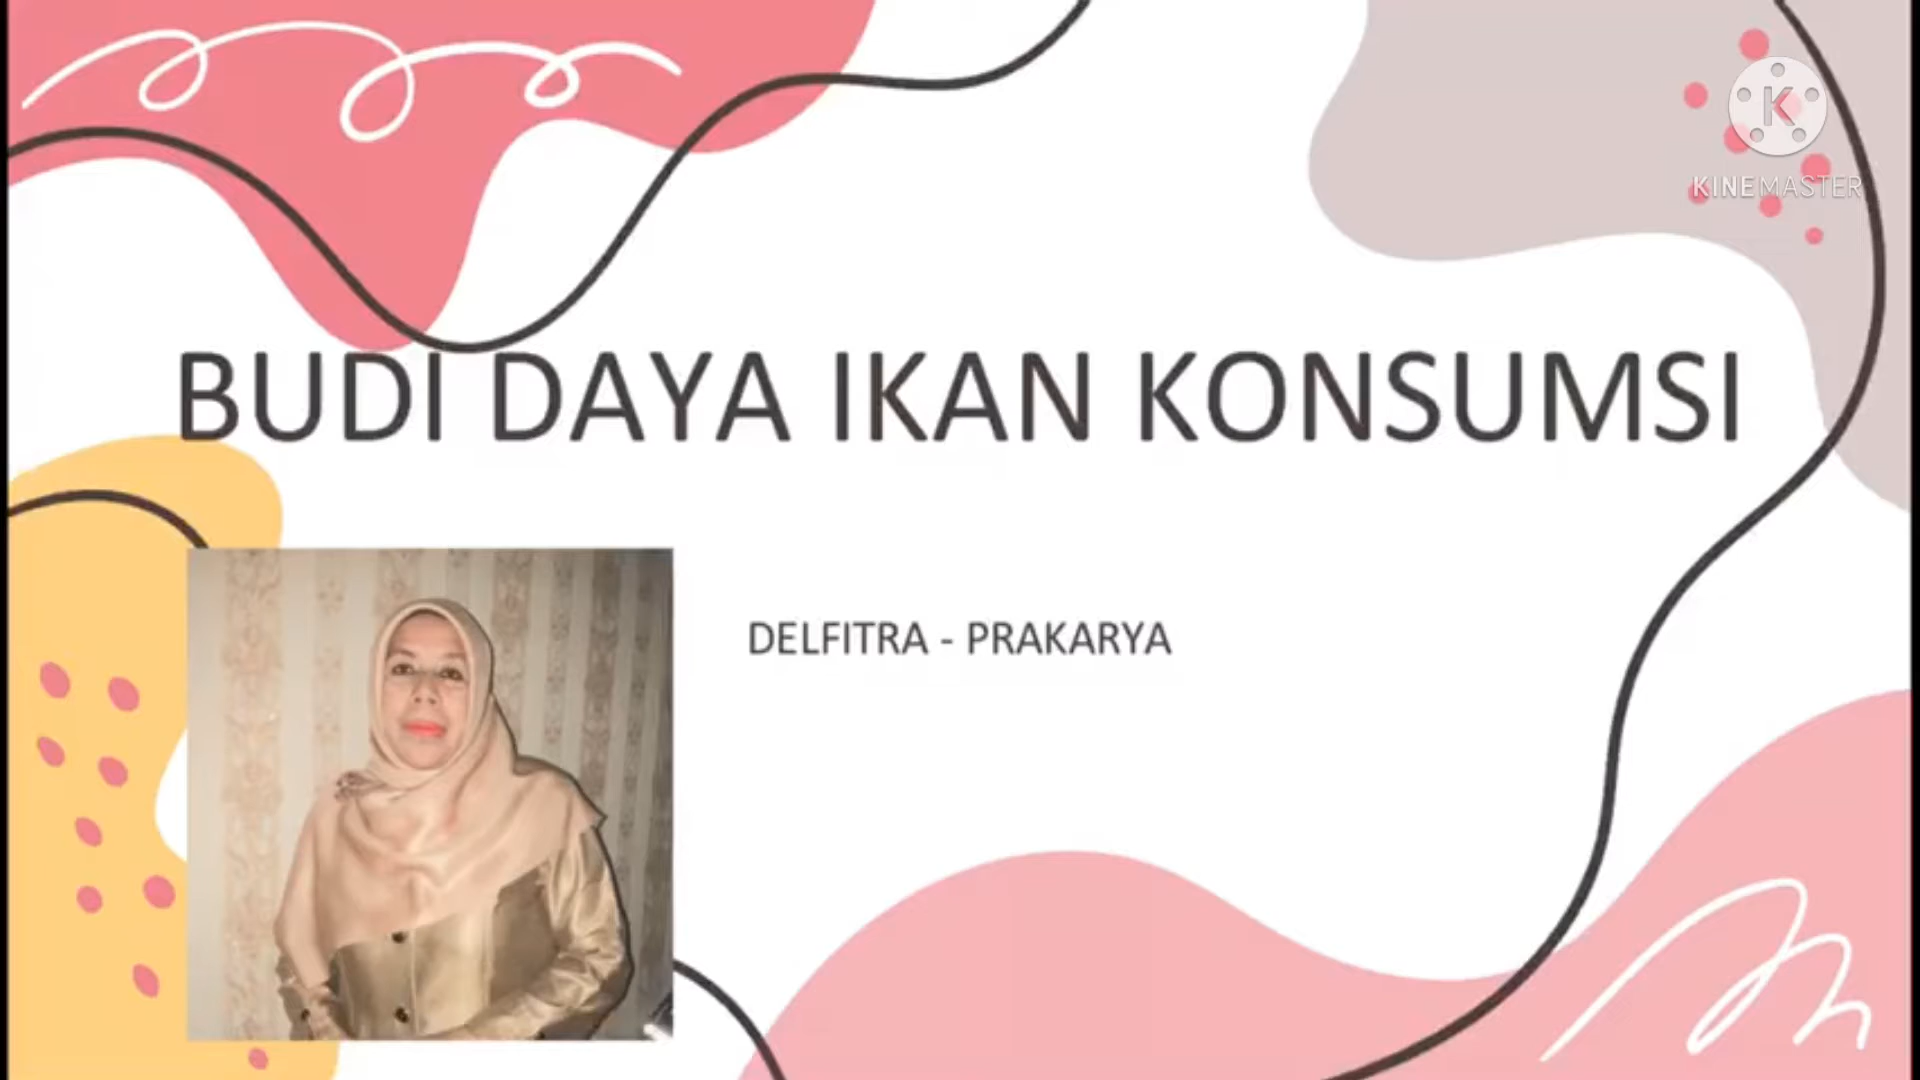 K
KINEMASTER
BUDI DAYA IKAN KONSUMSI
DELFITRA - PRAKARYA